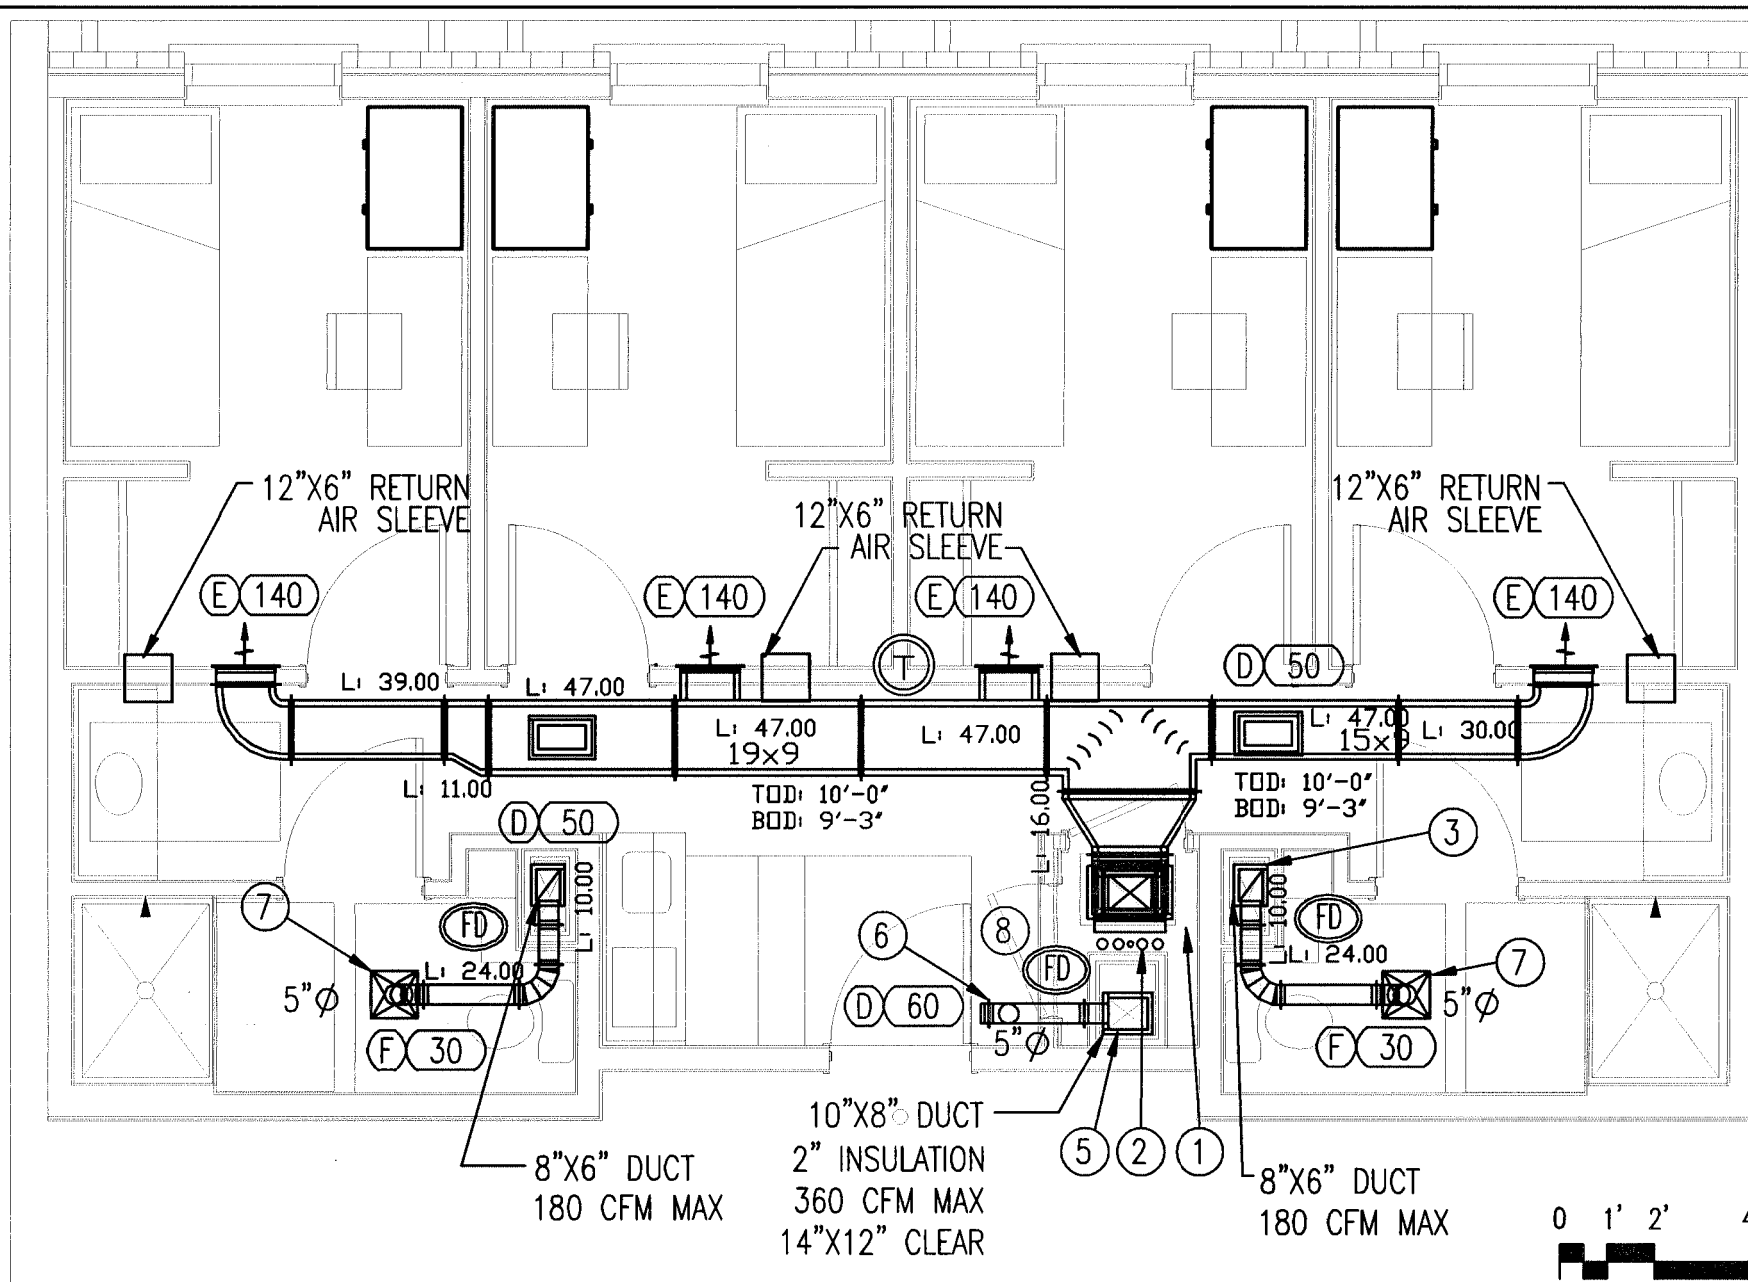 12"X6" RETURN
AIR SLEEVE
12"X6" RETURN
AIR SLEEVE
12"X6" RETURN
AIR SLEEVE
E 140
E 140
E 140
E 140
T
D 50
L: 39.00
L: 47.00
L: 47.00
19x9
L: 47.00
L: 47.00
15x9
L: 30.00
L: 11.00
TOD: 10'-0"
BOD: 9'-3"
L: 16.00
TOD: 10'-0"
BOD: 9'-3"
D 50
3
7
FD
L: 10.00
L: 24.00
5"Ø
F 30
6
8
FD
D 60
5"Ø
L: 10.00
FD
L: 24.00
7
5"Ø
F 30
10"X8" DUCT
2" INSULATION
360 CFM MAX
14"X12" CLEAR
5
2
1
8"X6" DUCT
180 CFM MAX
8"X6" DUCT
180 CFM MAX
0 1' 2' 4